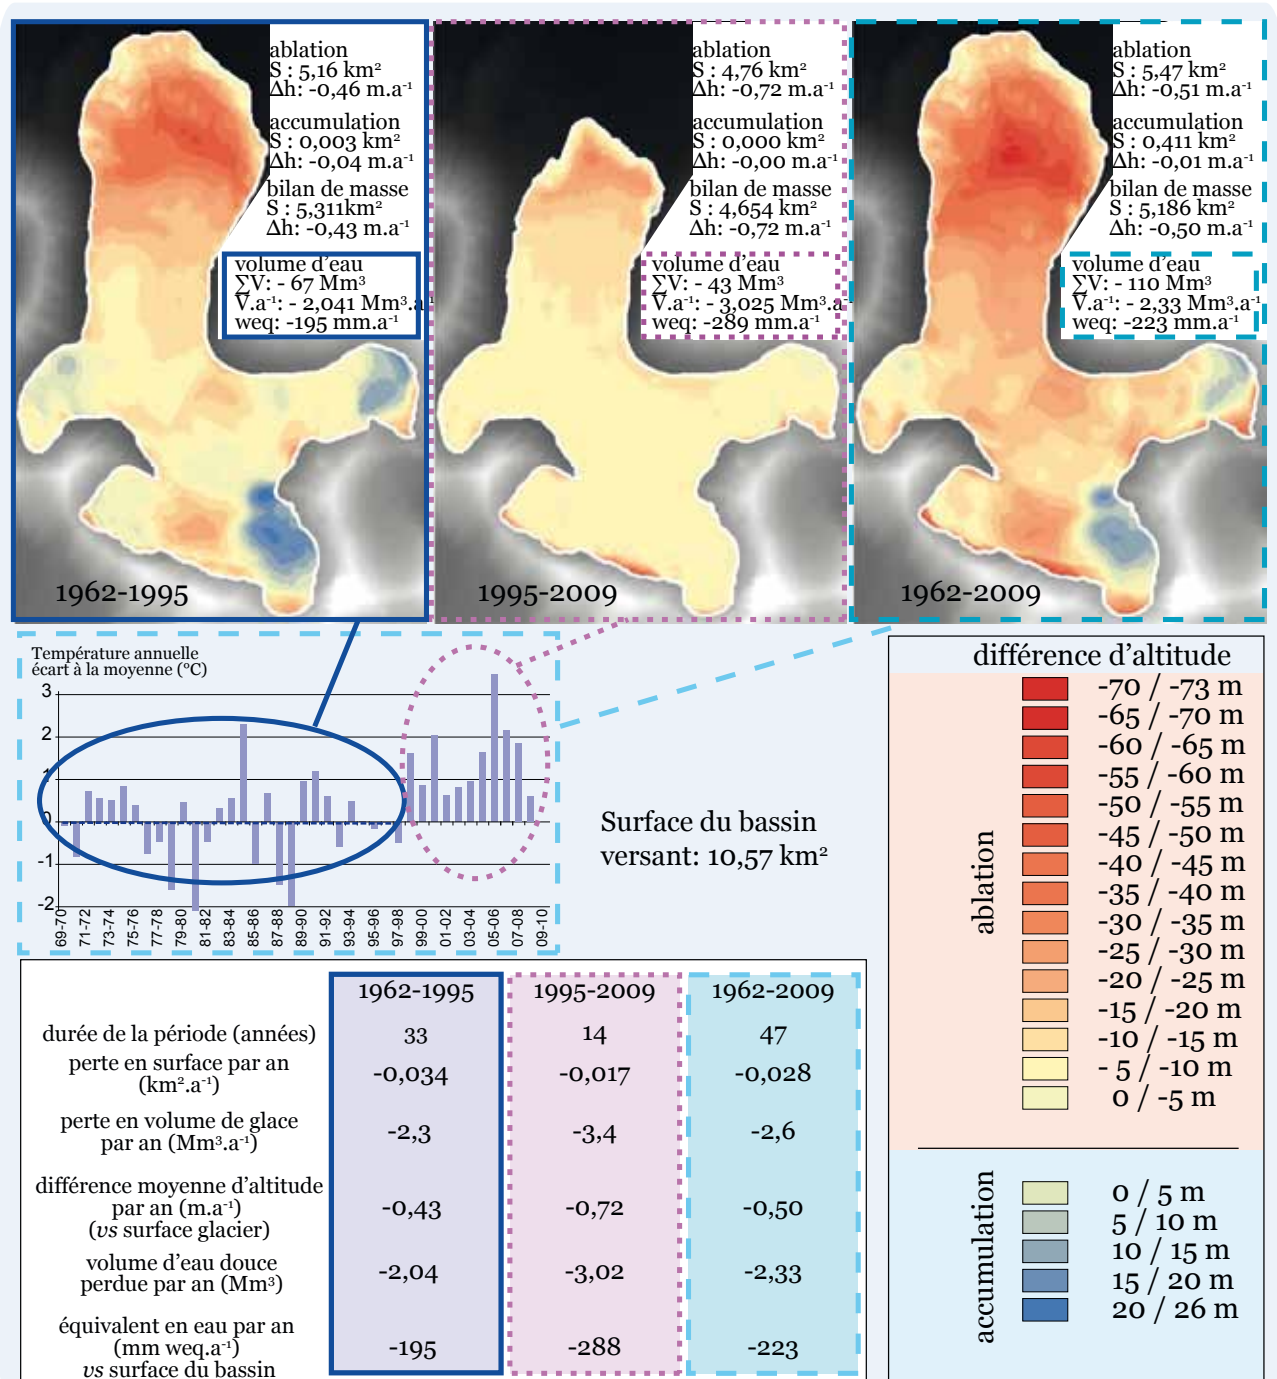 ablation
S : 5,16 km²
Δh: -0,46 m.a⁻¹
accumulation
S : 0,003 km²
Δh: -0,04 m.a⁻¹
bilan de masse
S : 5,311km²
Δh: -0,43 m.a⁻¹
volume d'eau
∑V: - 67 Mm³
V.a⁻¹: - 2,041 Mm³.a⁻¹
weq: -195 mm.a⁻¹
1962-1995
ablation
S : 4,76 km²
Δh: -0,72 m.a⁻¹
accumulation
S : 0,000 km²
Δh: -0,00 m.a⁻¹
bilan de masse
S : 4,654 km²
Δh: -0,72 m.a⁻¹
volume d'eau
∑V: - 43 Mm³
V.a⁻¹: - 3,025 Mm³.a⁻¹
weq: -289 mm.a⁻¹
1995-2009
ablation
S : 5,47 km²
Δh: -0,51 m.a⁻¹
accumulation
S : 0,411 km²
Δh: -0,01 m.a⁻¹
bilan de masse
S : 5,186 km²
Δh: -0,50 m.a⁻¹
volume d'eau
∑V: - 110 Mm³
V.a⁻¹: - 2,33 Mm³.a⁻¹
weq: -223 mm.a⁻¹
1962-2009
Température annuelle
écart à la moyenne (°C)
3
2
1
0
-1
-2
69-70
71-72
73-74
75-76
77-78
79-80
81-82
83-84
85-86
87-88
89-90
91-92
93-94
95-96
97-98
99-00
01-02
03-04
05-06
07-08
09-10
Surface du bassin
versant: 10,57 km²
différence d'altitude
ablation
-70 / -73 m
-65 / -70 m
-60 / -65 m
-55 / -60 m
-50 / -55 m
-45 / -50 m
-40 / -45 m
-35 / -40 m
-30 / -35 m
-25 / -30 m
-20 / -25 m
-15 / -20 m
-10 / -15 m
- 5 / -10 m
0 / -5 m
accumulation
0 / 5 m
5 / 10 m
10 / 15 m
15 / 20 m
20 / 26 m
1962-1995 1995-2009 1962-2009
durée de la période (années) 33 14 47
perte en surface par an
(km².a⁻¹) -0,034 -0,017 -0,028
perte en volume de glace
par an (Mm³.a⁻¹) -2,3 -3,4 -2,6
différence moyenne d'altitude
par an (m.a⁻¹) -0,43 -0,72 -0,50
(vs surface glacier)
volume d'eau douce
perdue par an (Mm³) -2,04 -3,02 -2,33
équivalent en eau par an
(mm weq.a⁻¹) -195 -288 -223
vs surface du bassin